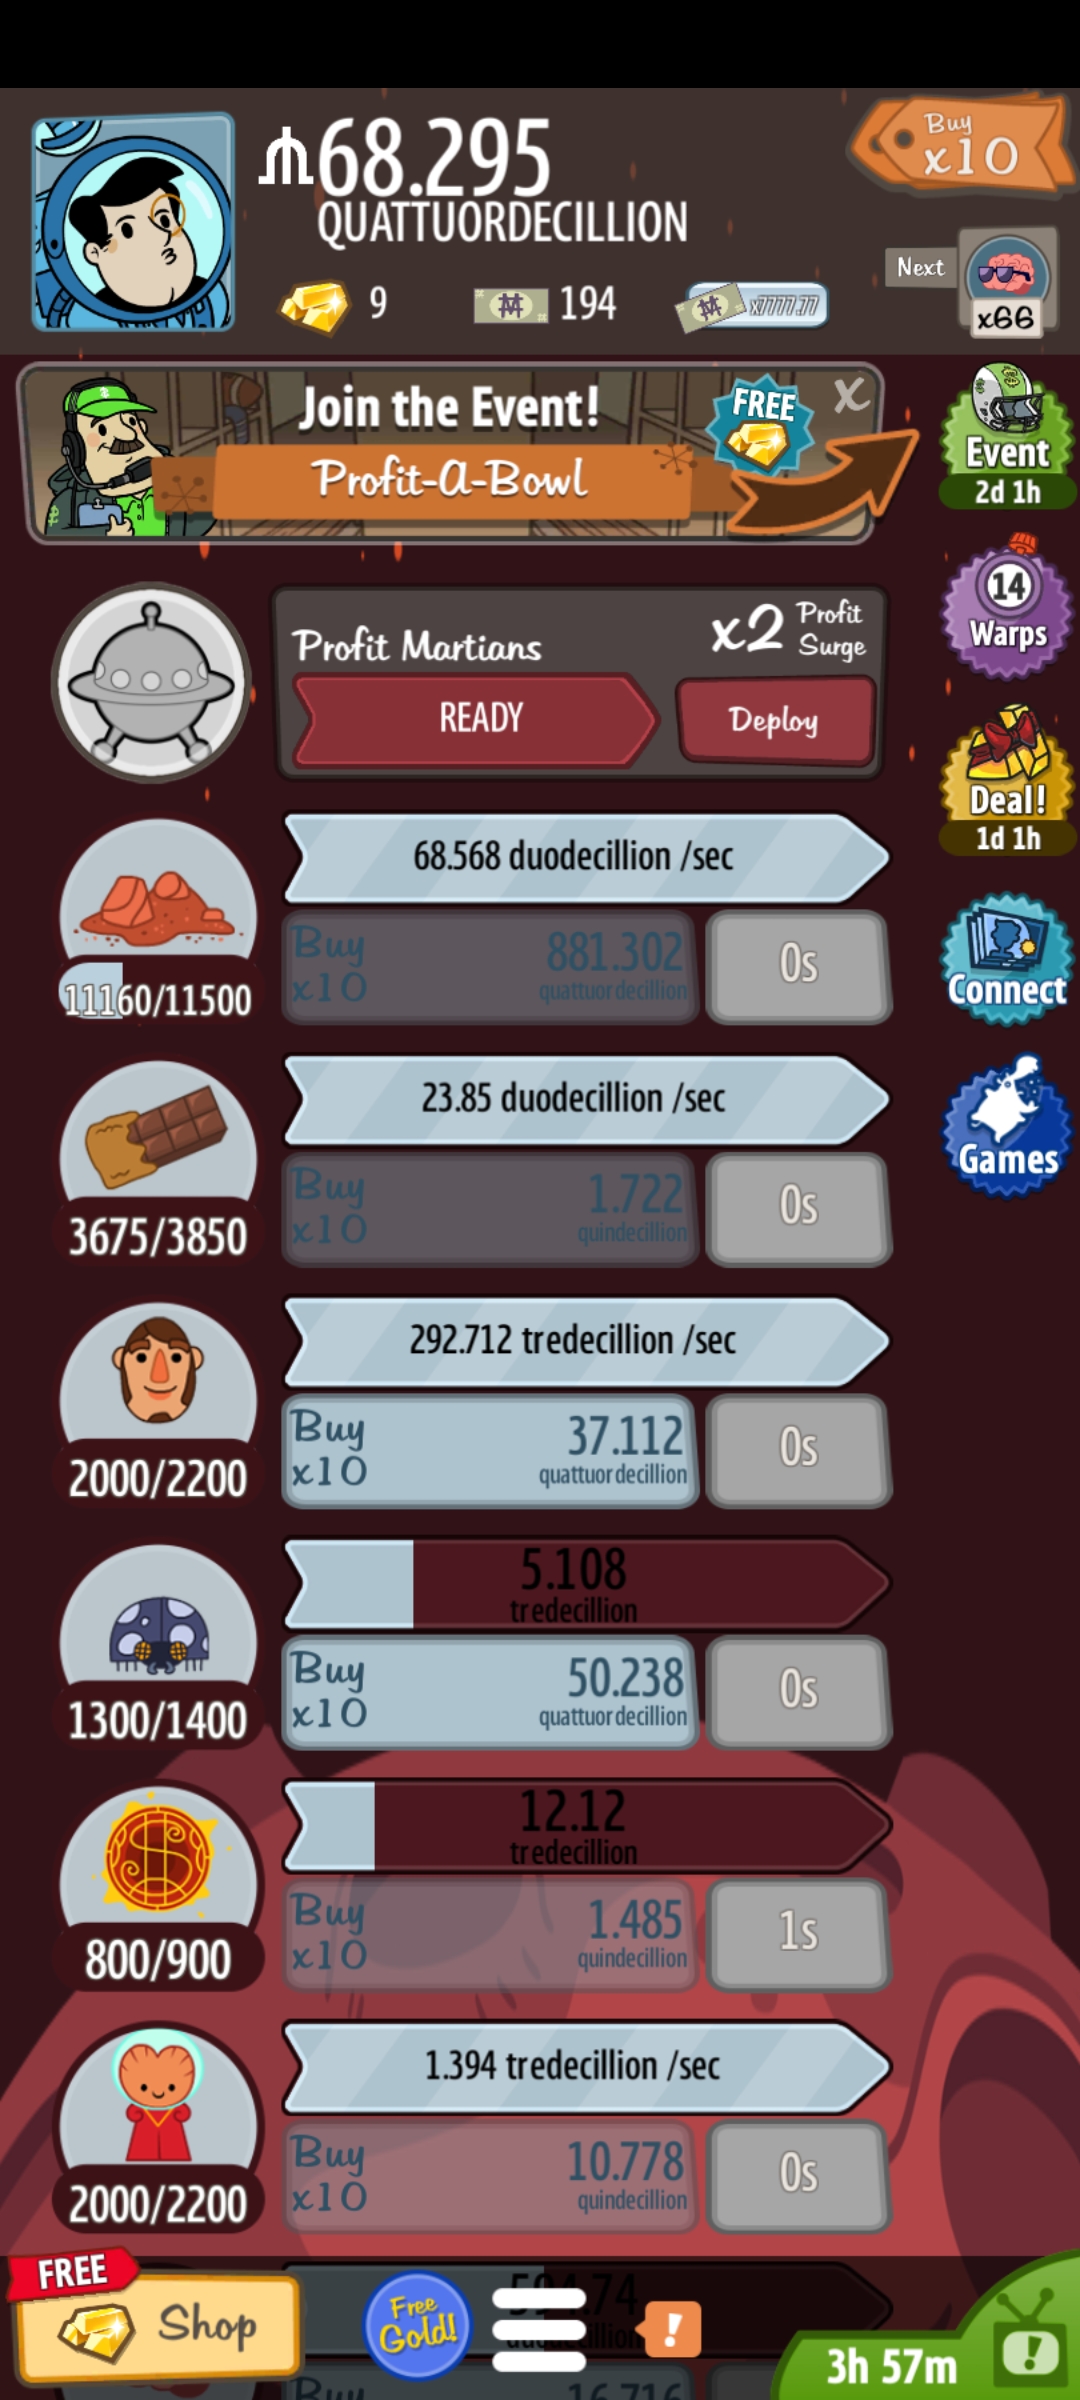 68.295
QUATTUORDECILLION
Buy
x10
9
194
x7777.77
Next
x66
Join the Event!
Profit-A-Bowl
FREE
X
Event
2d 1h
14
Warps
Deal!
1d 1h
Connect
Games
Profit Martians
x2 Profit Surge
READY
Deploy
68.568 duodecillion /sec
Buy x10
881.302
quattuordecillion
0s
11160/11500
23.85 duodecillion /sec
Buy x10
1.722
quindecillion
0s
3675/3850
292.712 tredecillion /sec
Buy x10
37.112
quattuordecillion
0s
2000/2200
5.108
tredecillion
Buy x10
50.238
quattuordecillion
0s
1300/1400
12.12
tredecillion
Buy x10
1.485
quindecillion
1s
800/900
1.394 tredecillion /sec
Buy x10
10.778
quindecillion
0s
2000/2200
FREE
Shop
Free
Gold!
!
3h 57m
!
Buy